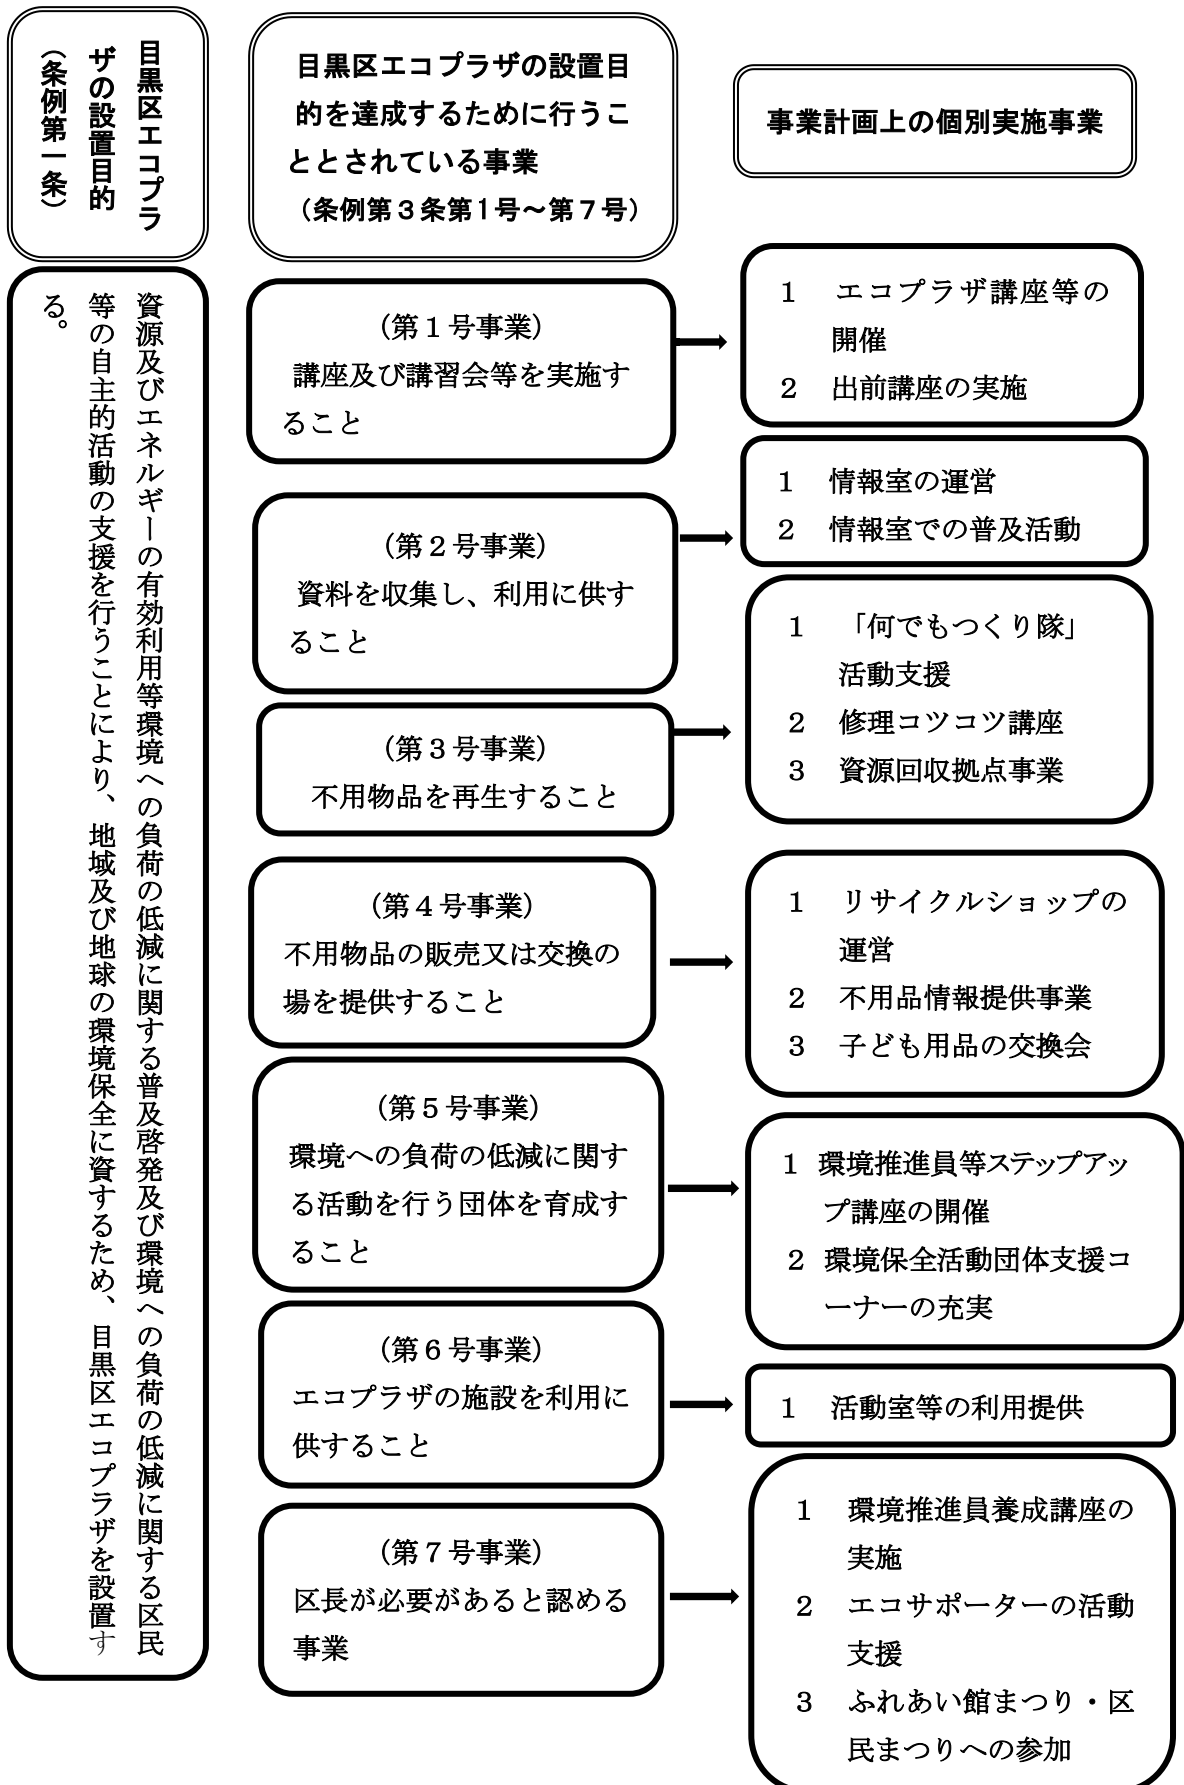 目黒区エコプラ
ザの設置目的
（条例第一条）
資源及びエネルギーの有効利用等環境への負荷の低減に関する普及啓発及び環境への負荷の低減に関する区民
等の自主的活動の支援を行うことにより、地域及び地球の環境保全に資するため、目黒区エコプラザを設置す
る。
目黒区エコプラザの設置目
的を達成するために行うこ
ととされている事業
（条例第３条第1号～第７号）
事業計画上の個別実施事業
（第１号事業）
講座及び講習会等を実施す
ること
1 エコプラザ講座等の
開催
2 出前講座の実施
（第２号事業）
資料を収集し、利用に供す
ること
1 情報室の運営
2 情報室での普及活動
（第３号事業）
不用物品を再生すること
1 「何でもつくり隊」
活動支援
2 修理コツコツ講座
3 資源回収拠点事業
（第４号事業）
不用物品の販売又は交換の
場を提供すること
1 リサイクルショップの
運営
2 不用品情報提供事業
3 子ども用品の交換会
（第５号事業）
環境への負荷の低減に関す
る活動を行う団体を育成す
ること
1 環境推進員等ステップアッ
プ講座の開催
2 環境保全活動団体支援コ
ーナーの充実
（第６号事業）
エコプラザの施設を利用に
供すること
1 活動室等の利用提供
（第７号事業）
区長が必要があると認める
事業
1 環境推進員養成講座の
実施
2 エコサポーターの活動
支援
3 ふれあい館まつり・区
民まつりへの参加